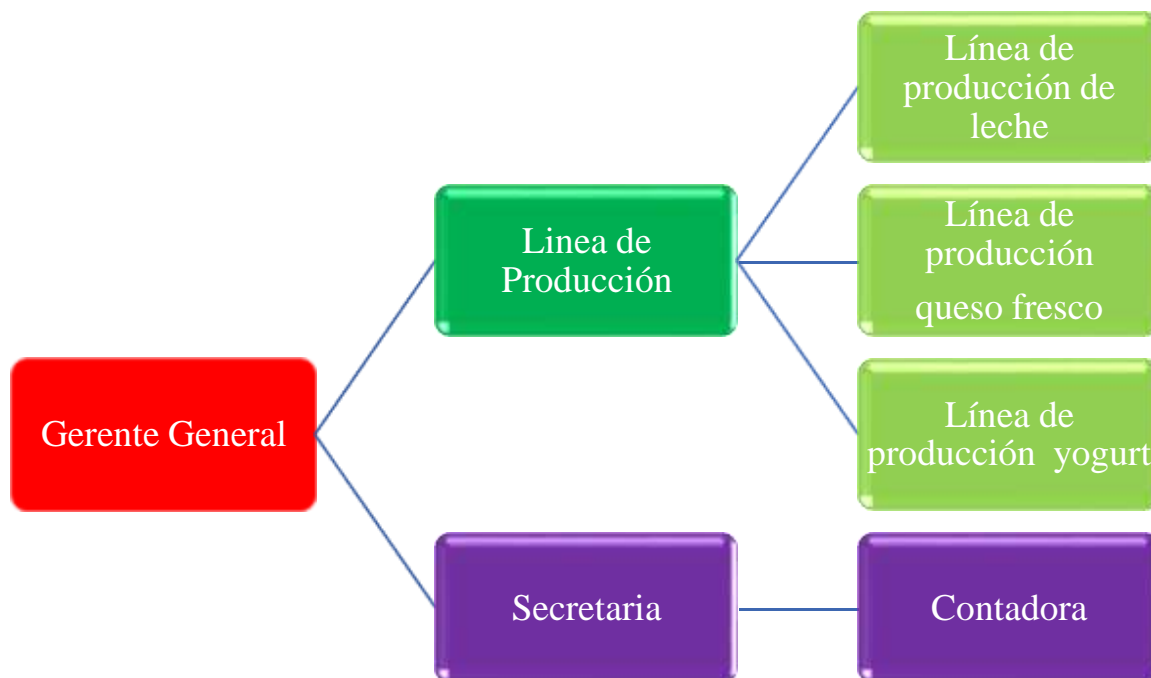 Línea de
producción de
leche
Linea de
Producción
Línea de
producción
queso fresco
Gerente General
Línea de
producción yogurt
Secretaria
Contadora